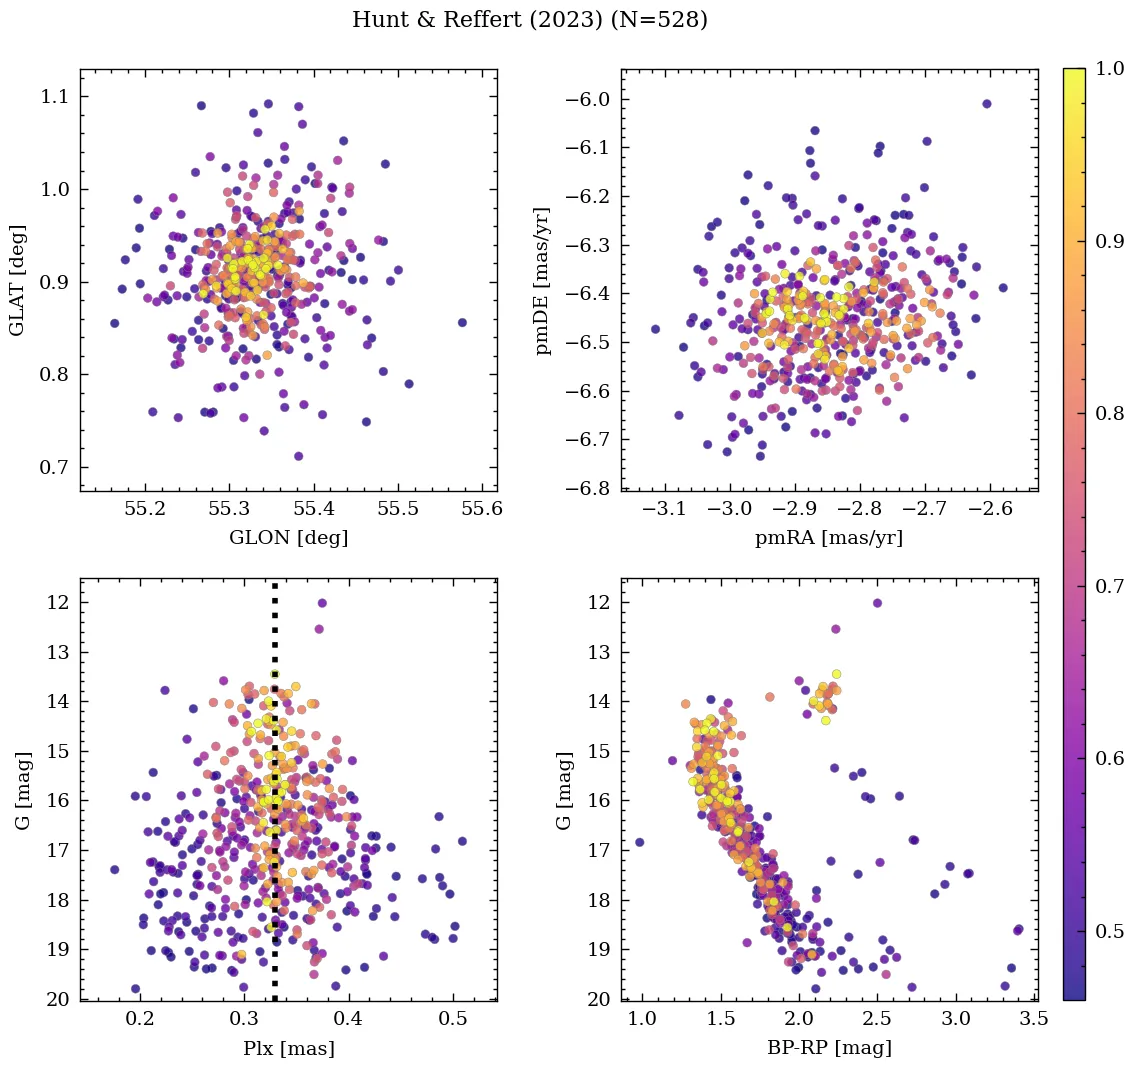 Hunt & Reffert (2023) (N=528)
1.1
1.0
0.9
0.8
0.7
GLAT [deg]
55.2 55.3 55.4 55.5 55.6
GLON [deg]
−6.0
−6.1
−6.2
−6.3
−6.4
−6.5
−6.6
−6.7
−6.8
pmDE [mas/yr]
−3.1 −3.0 −2.9 −2.8 −2.7 −2.6
pmRA [mas/yr]
12
13
14
15
16
17
18
19
20
G [mag]
0.2 0.3 0.4 0.5
Plx [mas]
12
13
14
15
16
17
18
19
20
G [mag]
1.0 1.5 2.0 2.5 3.0 3.5
BP-RP [mag]
1.0
0.9
0.8
0.7
0.6
0.5